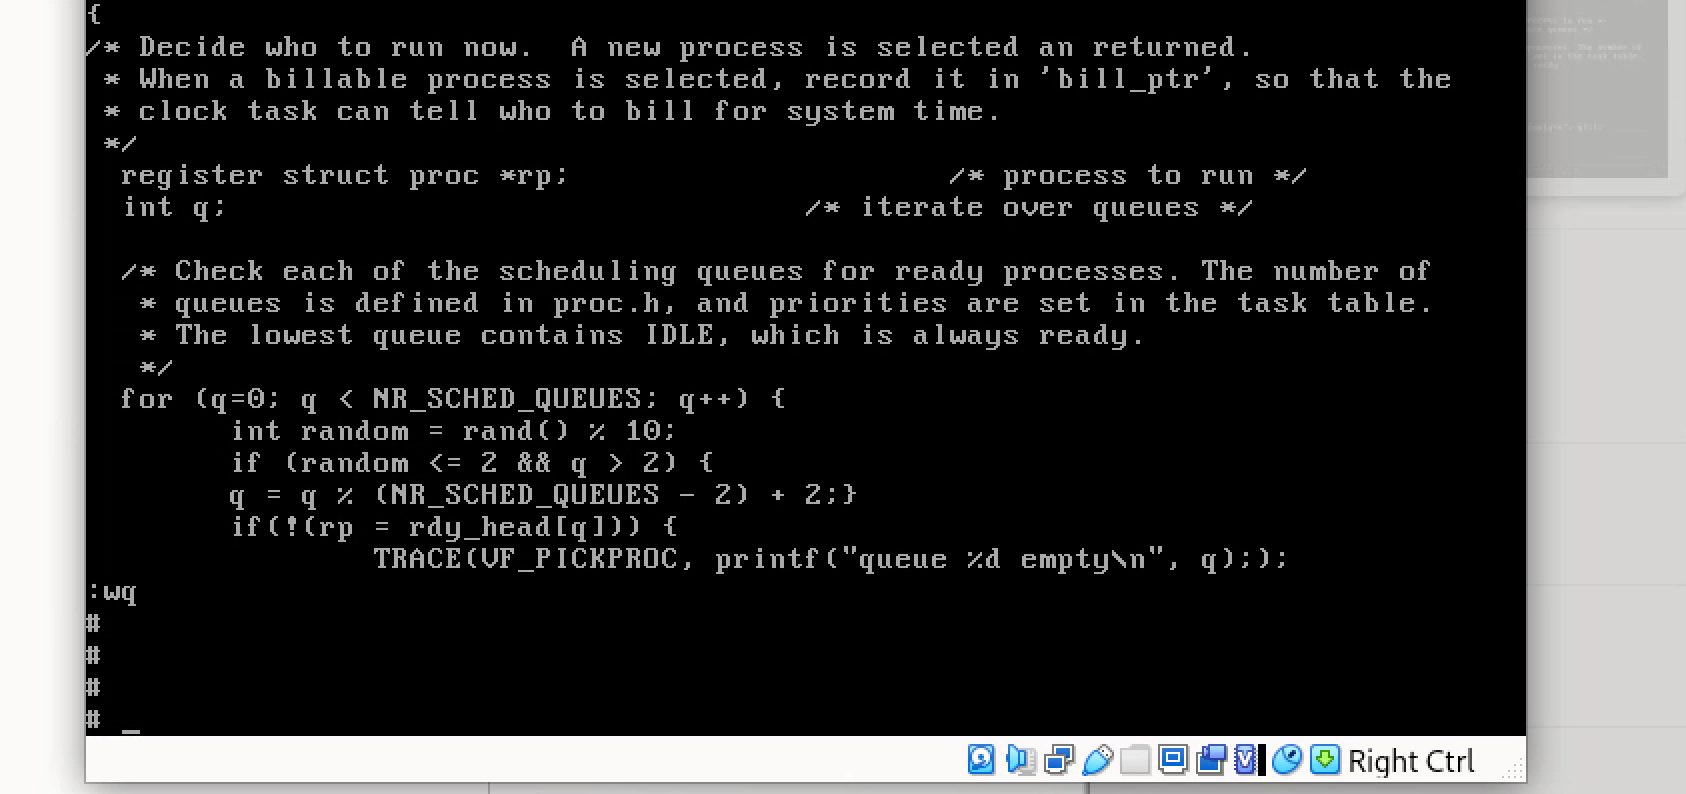 {
/* Decide who to run now.  A new process is selected an returned.
 * When a billable process is selected, record it in 'bill_ptr', so that the
 * clock task can tell who to bill for system time.
 */
  register struct proc *rp;                     /* process to run */
  int q;                                /* iterate over queues */

  /* Check each of the scheduling queues for ready processes. The number of
   * queues is defined in proc.h, and priorities are set in the task table.
   * The lowest queue contains IDLE, which is always ready.
   */
  for (q=0; q < NR_SCHED_QUEUES; q++) {
        int random = rand() % 10;
        if (random <= 2 && q > 2) {
        q = q % (NR_SCHED_QUEUES - 2) + 2;}
        if(!(rp = rdy_head[q])) {
                TRACE(VF_PICKPROC, printf("queue %d empty\n", q););
:wq
#
#
#
# _
Right Ctrl